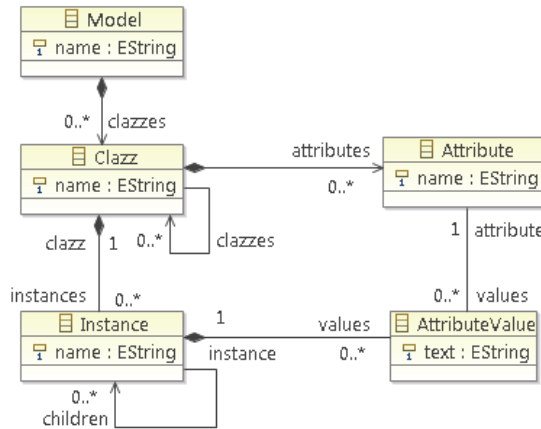 Model
name : EString
0..* clazzes
Clazz
name : EString
attributes
0..*
Attribute
name : EString
clazz 1 0..* clazzes
1 attribute
instances 0..*
0..* values
Instance
name : EString
1 values
instance 0..*
AttributeValue
text : EString
0..*
children